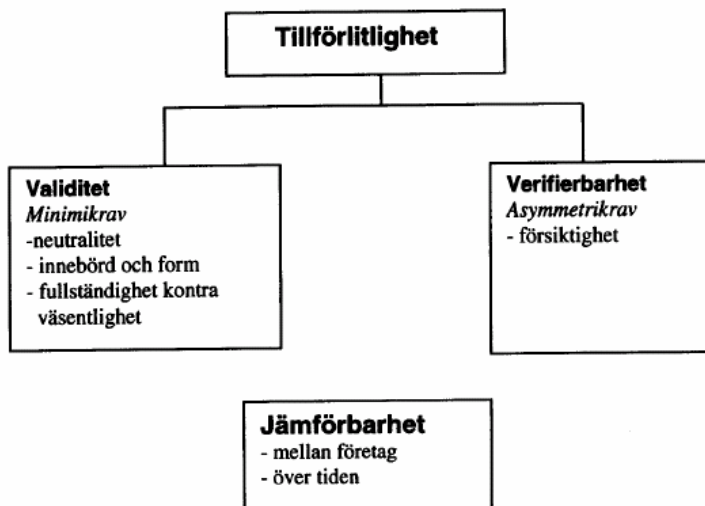 Tillförlitlighet
Validitet
Minimikrav
-neutralitet
- innebörd och form
- fullständighet kontra
väsentlighet
Verifierbarhet
Asymmetrikrav
- försiktighet
Jämförbarhet
- mellan företag
- över tiden